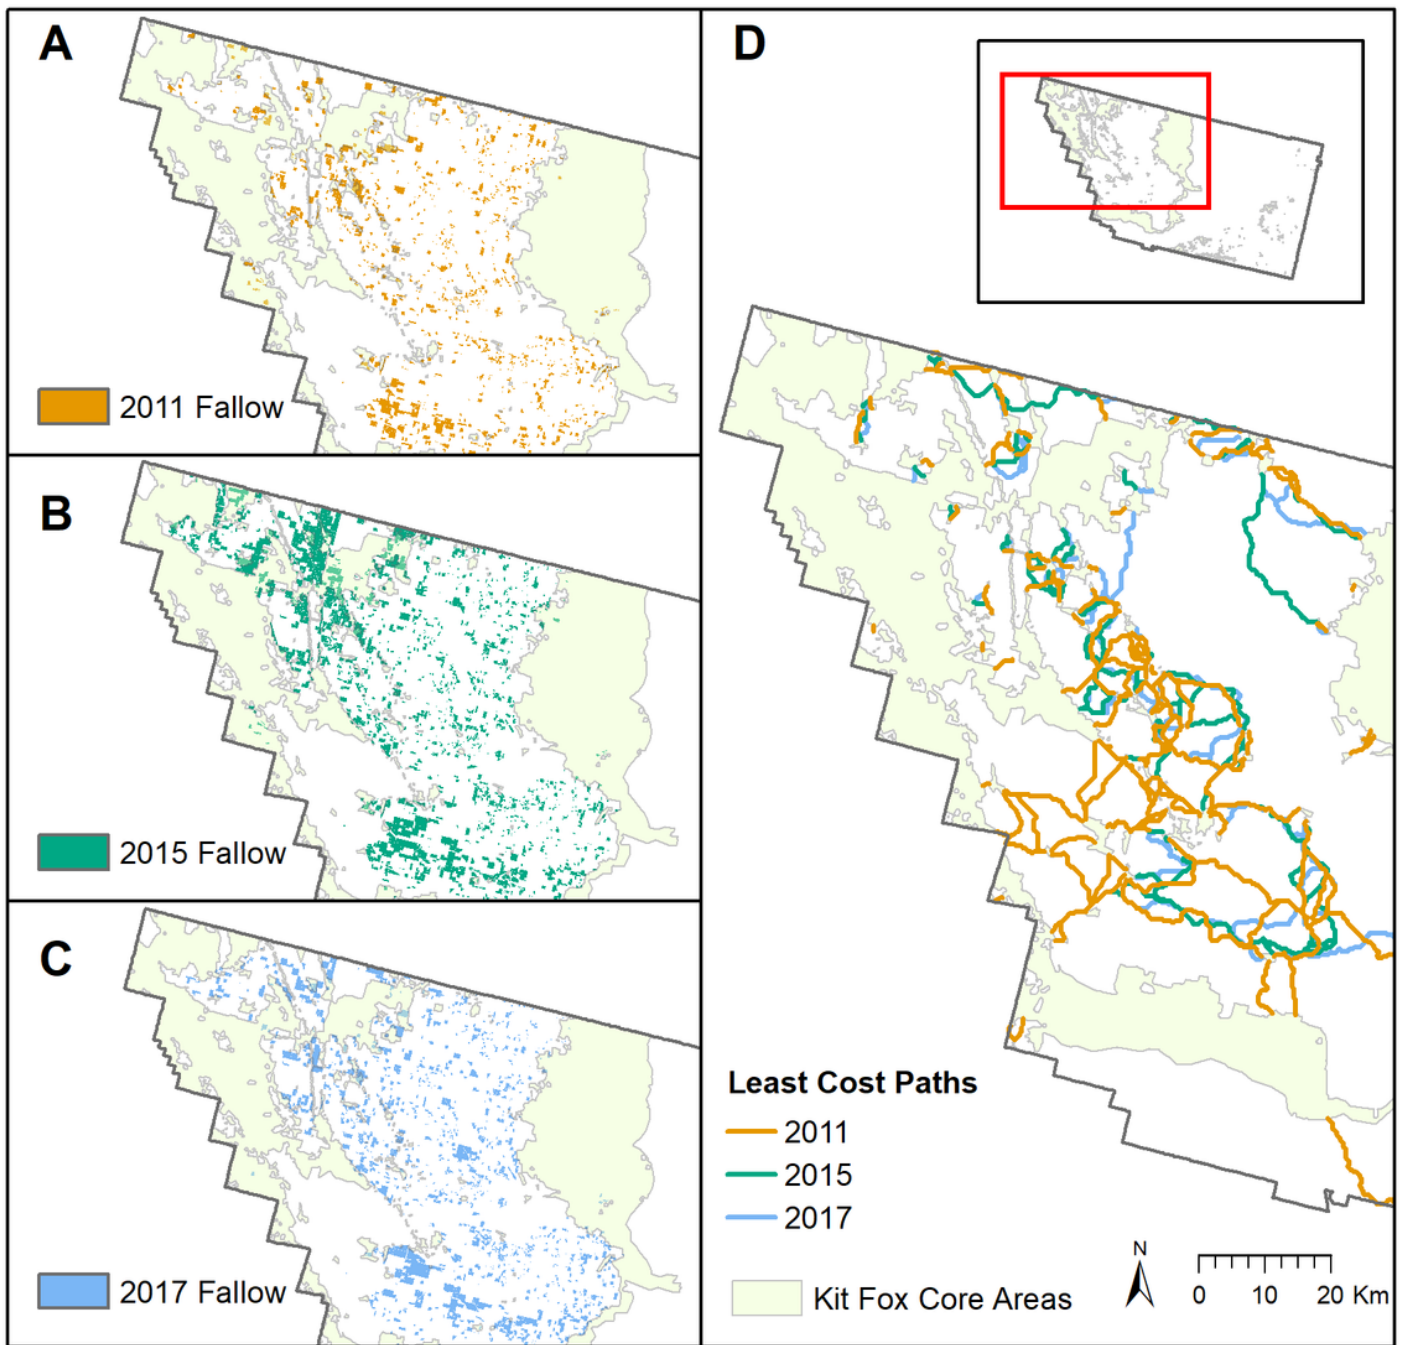 A
2011 Fallow
B
2015 Fallow
C
2017 Fallow
D
Least Cost Paths
2011
2015
2017
Kit Fox Core Areas
N
0 10 20 Km